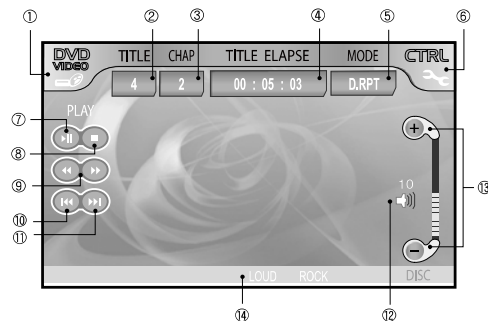 ① ② ③ ④ ⑤ ⑥
DVD VIDEO TITLE CHAP TITLE ELAPSE MODE CTRL
4 2 00 : 05 : 03 D.RPT
PLAY
⑦
⑧
⑨
⑩
⑪
10
⑬
⑫
LOUD ROCK DISC
⑭